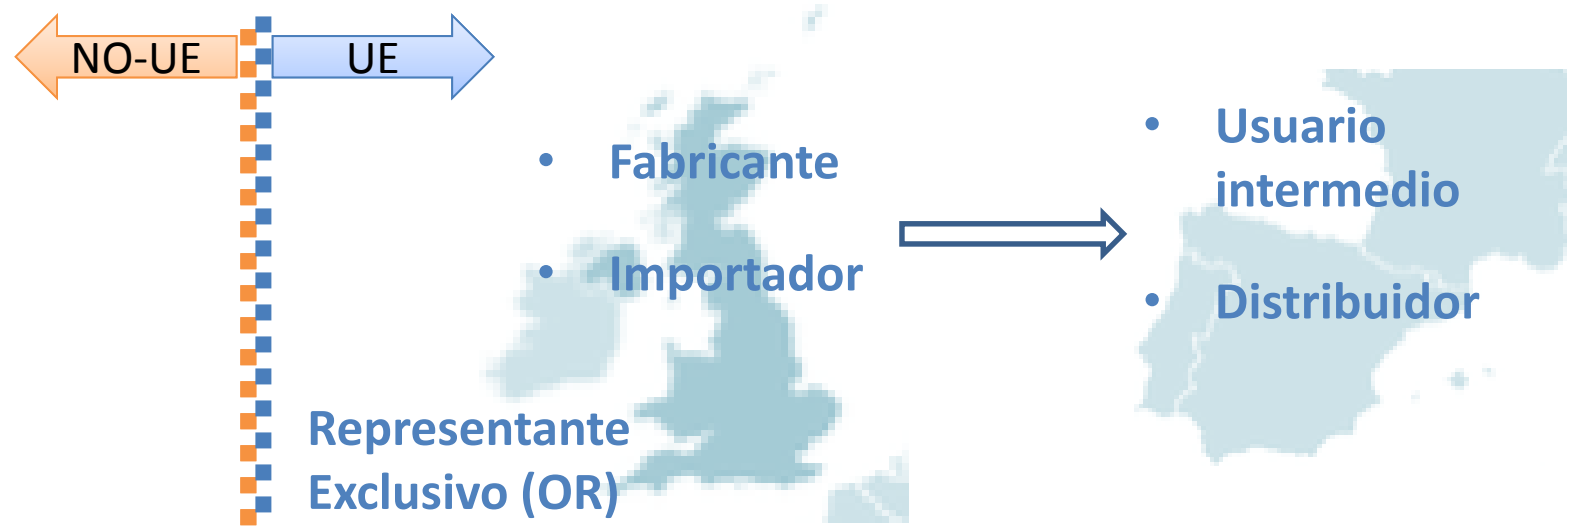 NO-UE
UE
• Fabricante
• Importador
Representante
Exclusivo (OR)
• Usuario
intermedio
• Distribuidor